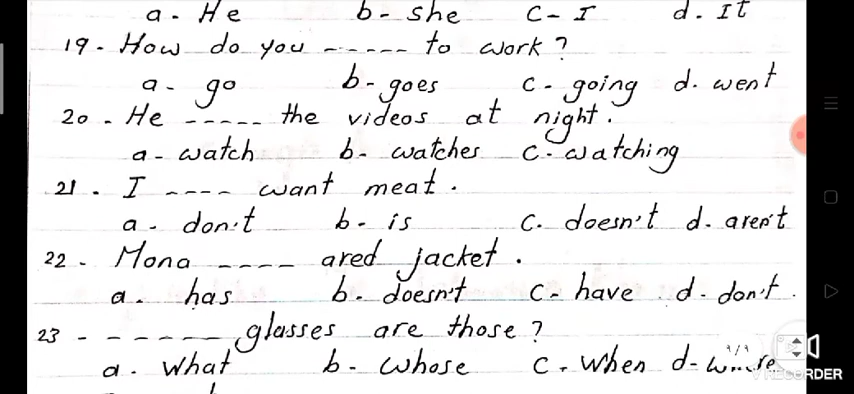 a- He b- she c- I d. It
19- How do you ----- to work?
a- go b- goes c- going d. went
20. He ----- the videos at night.
a- watch b- watches c- watching
21. I ---- want meat.
a- don't b- is c. doesn't d. aren't
22- Mona ---- ared jacket.
a. has b. doesn't c- have d- don't.
23 - ------ glasses are those?
a. what b- whose c. when
RECORDER